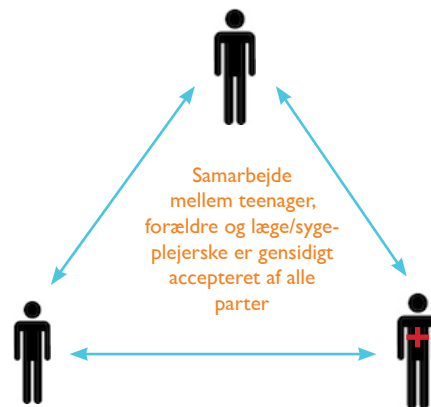 Samarbejde
mellem teenager,
forældre og læge/syge-
plejerske er gensidigt
accepteret af alle
parter